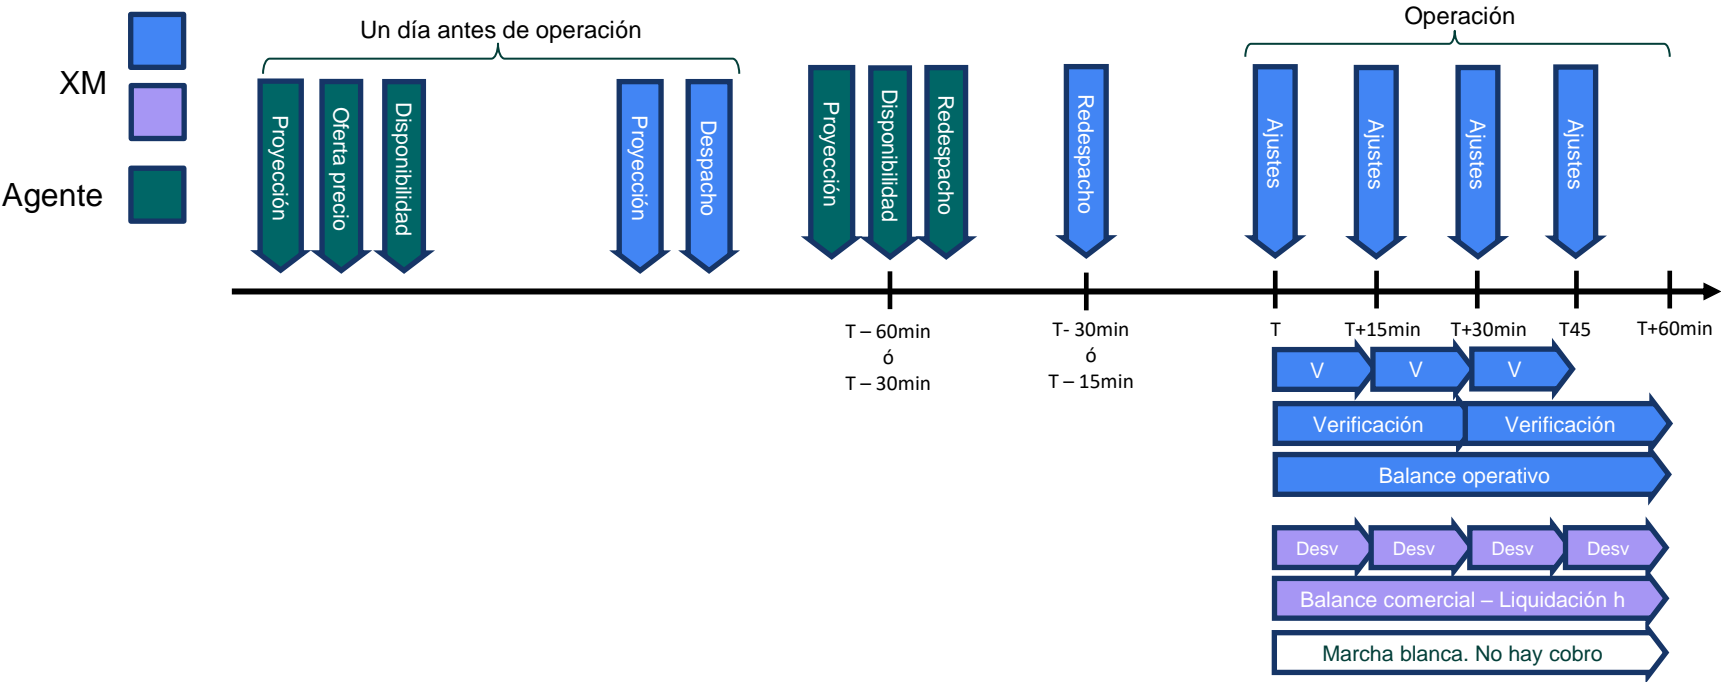 Un día antes de operación
Operación
XM
Agente
Proyección
Oferta precio
Disponibilidad
Proyección
Despacho
Proyección
Disponibilidad
Redespacho
Redespacho
Ajustes
Ajustes
Ajustes
Ajustes
T – 60min
ó
T – 30min
T- 30min
ó
T – 15min
T
T+15min
T+30min
T45
T+60min
V
V
V
Verificación
Verificación
Balance operativo
Desv
Desv
Desv
Desv
Balance comercial – Liquidación h
Marcha blanca. No hay cobro